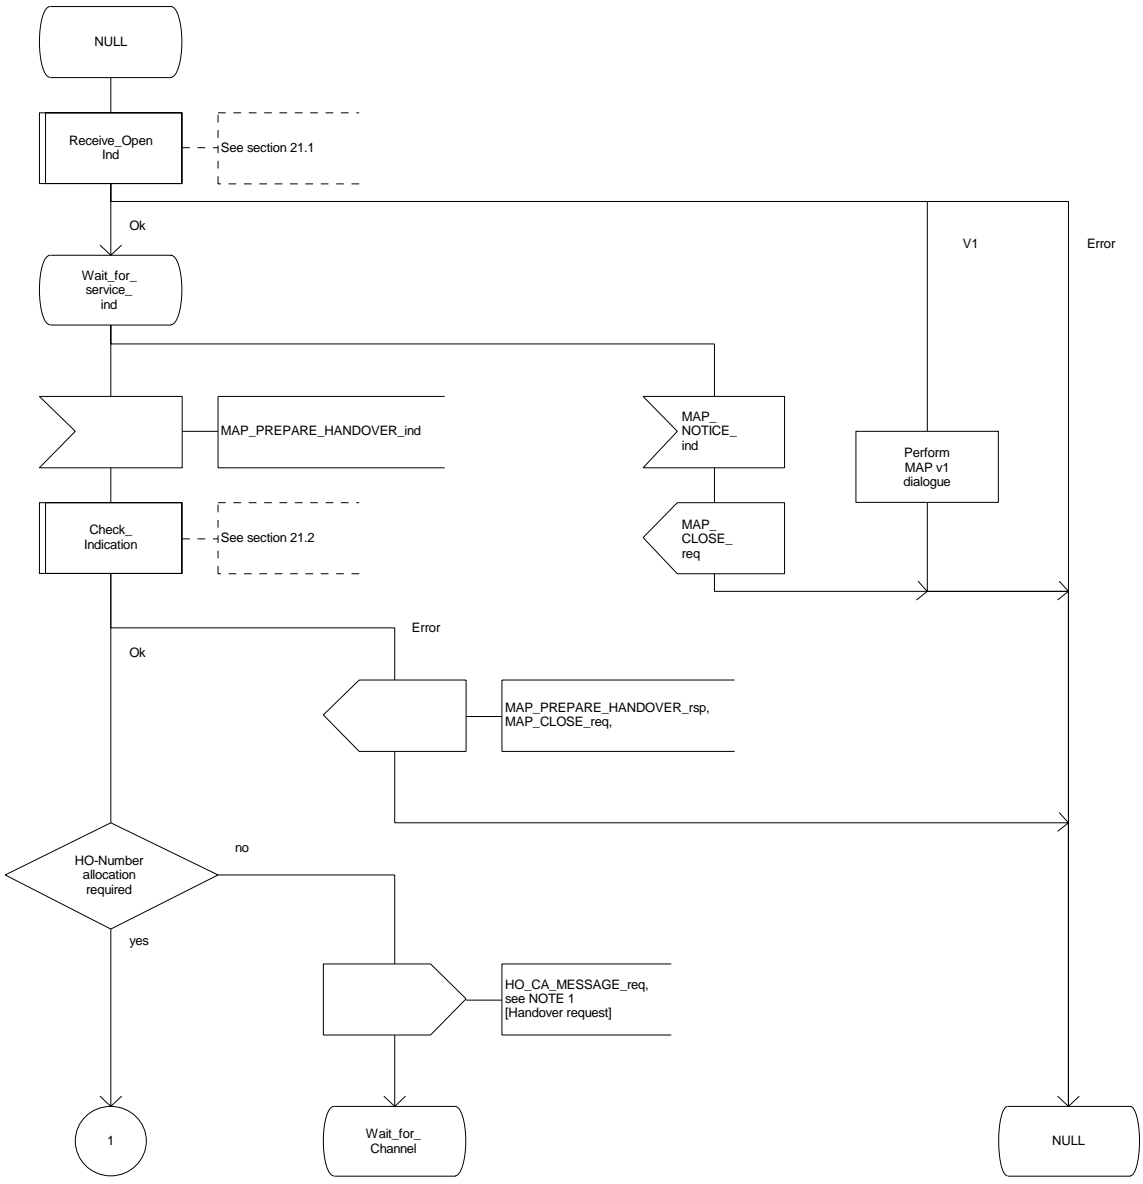 NULL
Receive_Open
Ind
See section 21.1
Ok
V1
Error
Wait_for_
service_
ind
MAP_PREPARE_HANDOVER_ind
MAP_
NOTICE_
ind
Perform
MAP v1
dialogue
Check_
Indication
See section 21.2
MAP_
CLOSE_
req
Error
Ok
MAP_PREPARE_HANDOVER_rsp,
MAP_CLOSE_req,
HO-Number
allocation
required
no
yes
HO_CA_MESSAGE_req,
see NOTE 1
[Handover request]
1
Wait_for_
Channel
NULL